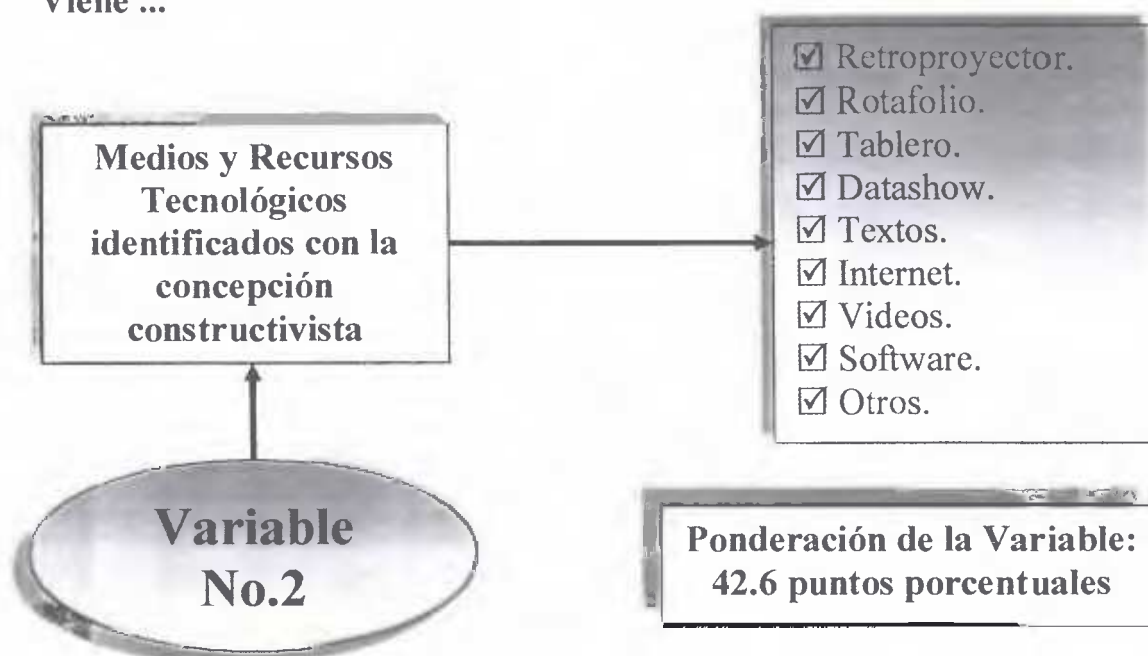 Viene ...
Medios y Recursos
Tecnológicos
identificados con la
concepción
constructivista
Variable
No.2
☑ Retroproyector.
☑ Rotafolio.
☑ Tablero.
☑ Datashow.
☑ Textos.
☑ Internet.
☑ Videos.
☑ Software.
☑ Otros.
Ponderación de la Variable:
42.6 puntos porcentuales